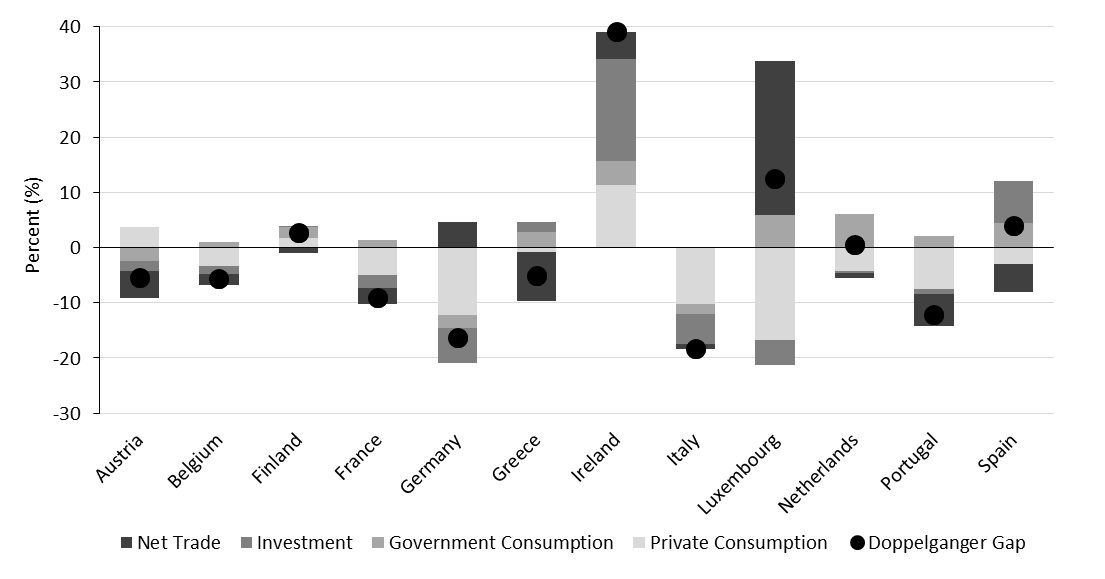 40
30
20
10
0
-10
-20
-30
Percent (%)
Austria
Belgium
Finland
France
Germany
Greece
Ireland
Italy
Luxembourg
Netherlands
Portugal
Spain
Net Trade Investment Government Consumption Private Consumption Doppelganger Gap